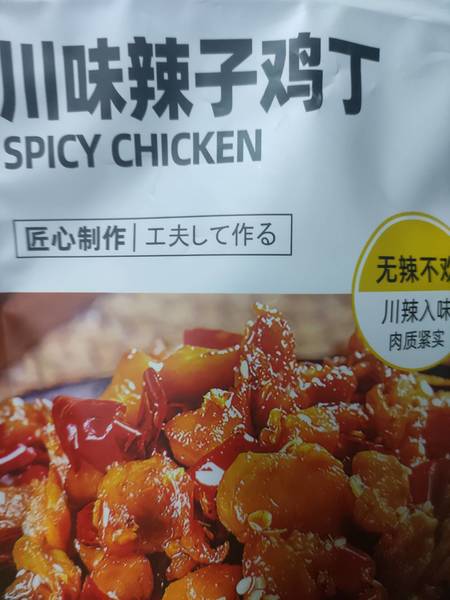 川味辣子鸡丁
SPICY CHICKEN
匠心制作 | 工夫して作る
无辣不欢
川辣入味
肉质紧实